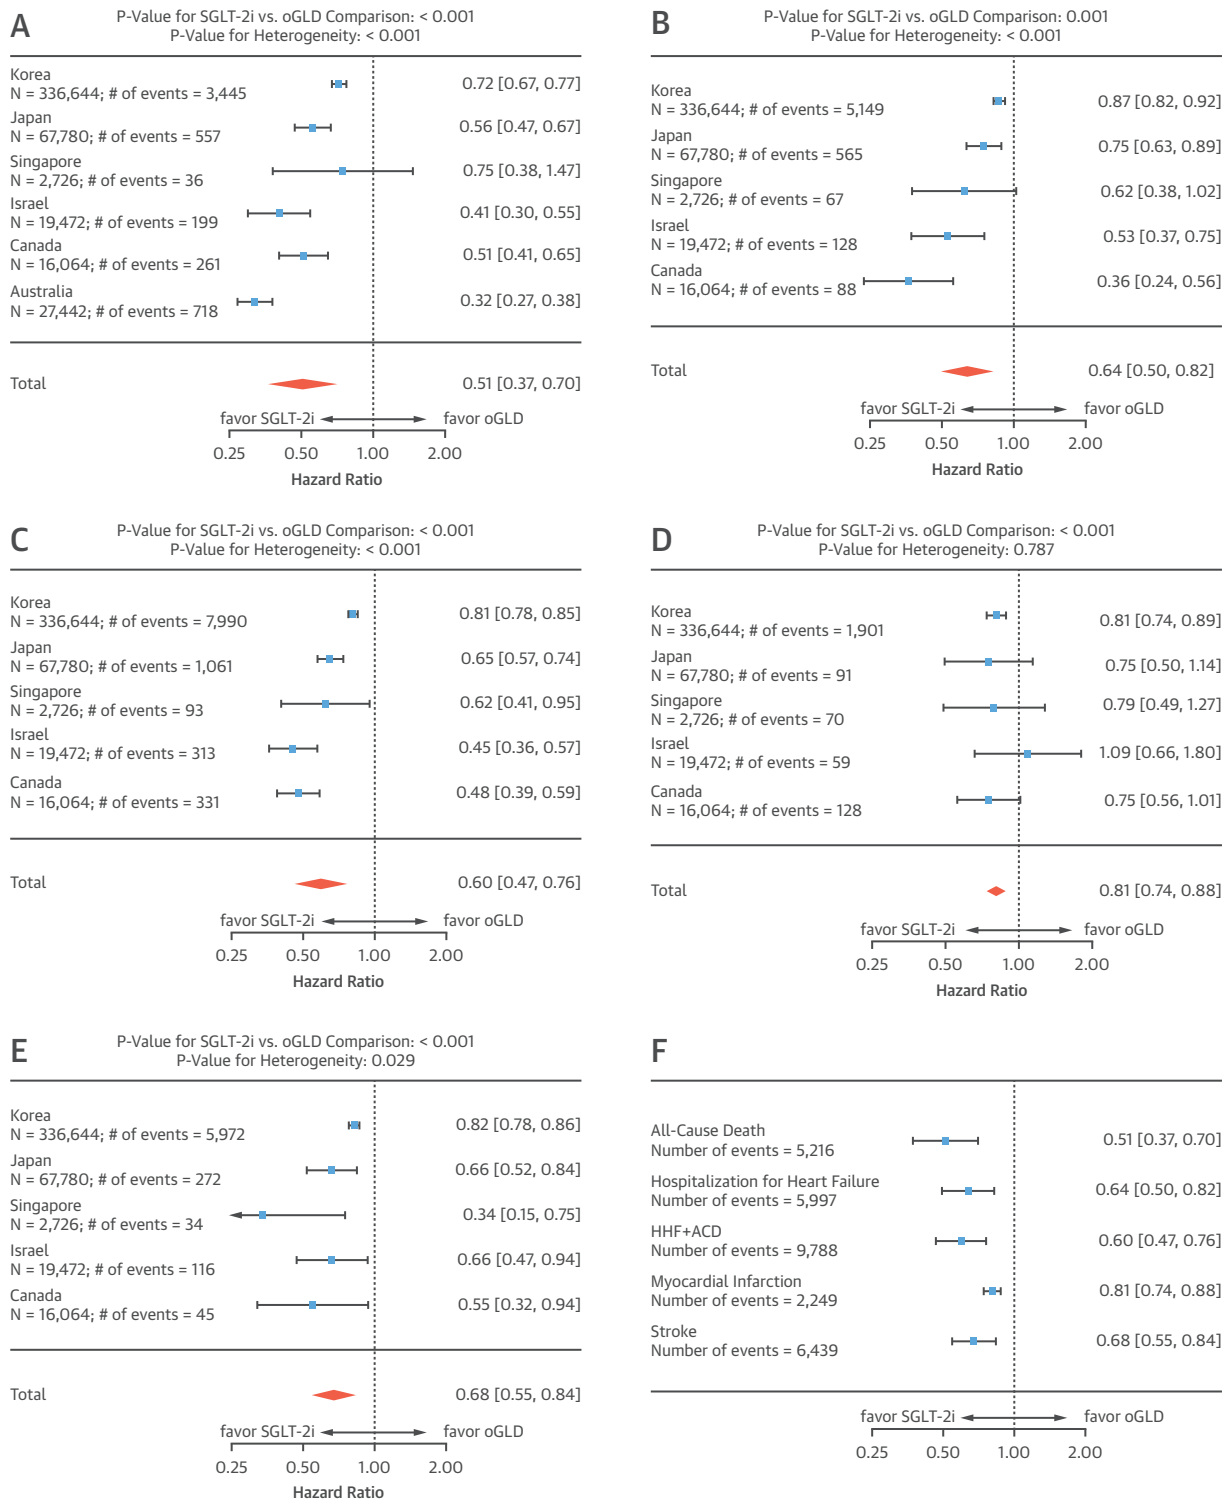 A
P-Value for SGLT-2i vs. oGLD Comparison: < 0.001
P-Value for Heterogeneity: < 0.001
Korea
N = 336,644; # of events = 3,445
0.72 [0.67, 0.77]
Japan
N = 67,780; # of events = 557
0.56 [0.47, 0.67]
Singapore
N = 2,726; # of events = 36
0.75 [0.38, 1.47]
Israel
N = 19,472; # of events = 199
0.41 [0.30, 0.55]
Canada
N = 16,064; # of events = 261
0.51 [0.41, 0.65]
Australia
N = 27,442; # of events = 718
0.32 [0.27, 0.38]
Total
0.51 [0.37, 0.70]
favor SGLT-2i favor oGLD
0.25 0.50 1.00 2.00
Hazard Ratio
B
P-Value for SGLT-2i vs. oGLD Comparison: 0.001
P-Value for Heterogeneity: < 0.001
Korea
N = 336,644; # of events = 5,149
0.87 [0.82, 0.92]
Japan
N = 67,780; # of events = 565
0.75 [0.63, 0.89]
Singapore
N = 2,726; # of events = 67
0.62 [0.38, 1.02]
Israel
N = 19,472; # of events = 128
0.53 [0.37, 0.75]
Canada
N = 16,064; # of events = 88
0.36 [0.24, 0.56]
Total
0.64 [0.50, 0.82]
favor SGLT-2i favor oGLD
0.25 0.50 1.00 2.00
Hazard Ratio
C
P-Value for SGLT-2i vs. oGLD Comparison: < 0.001
P-Value for Heterogeneity: < 0.001
Korea
N = 336,644; # of events = 7,990
0.81 [0.78, 0.85]
Japan
N = 67,780; # of events = 1,061
0.65 [0.57, 0.74]
Singapore
N = 2,726; # of events = 93
0.62 [0.41, 0.95]
Israel
N = 19,472; # of events = 313
0.45 [0.36, 0.57]
Canada
N = 16,064; # of events = 331
0.48 [0.39, 0.59]
Total
0.60 [0.47, 0.76]
favor SGLT-2i favor oGLD
0.25 0.50 1.00 2.00
Hazard Ratio
D
P-Value for SGLT-2i vs. oGLD Comparison: < 0.001
P-Value for Heterogeneity: 0.787
Korea
N = 336,644; # of events = 1,901
0.81 [0.74, 0.89]
Japan
N = 67,780; # of events = 91
0.75 [0.50, 1.14]
Singapore
N = 2,726; # of events = 70
0.79 [0.49, 1.27]
Israel
N = 19,472; # of events = 59
1.09 [0.66, 1.80]
Canada
N = 16,064; # of events = 128
0.75 [0.56, 1.01]
Total
0.81 [0.74, 0.88]
favor SGLT-2i favor oGLD
0.25 0.50 1.00 2.00
Hazard Ratio
E
P-Value for SGLT-2i vs. oGLD Comparison: < 0.001
P-Value for Heterogeneity: 0.029
Korea
N = 336,644; # of events = 5,972
0.82 [0.78, 0.86]
Japan
N = 67,780; # of events = 272
0.66 [0.52, 0.84]
Singapore
N = 2,726; # of events = 34
0.34 [0.15, 0.75]
Israel
N = 19,472; # of events = 116
0.66 [0.47, 0.94]
Canada
N = 16,064; # of events = 45
0.55 [0.32, 0.94]
Total
0.68 [0.55, 0.84]
favor SGLT-2i favor oGLD
0.25 0.50 1.00 2.00
Hazard Ratio
F
All-Cause Death
Number of events = 5,216
0.51 [0.37, 0.70]
Hospitalization for Heart Failure
Number of events = 5,997
0.64 [0.50, 0.82]
HHF+ACD
Number of events = 9,788
0.60 [0.47, 0.76]
Myocardial Infarction
Number of events = 2,249
0.81 [0.74, 0.88]
Stroke
Number of events = 6,439
0.68 [0.55, 0.84]
favor SGLT-2i favor oGLD
0.25 0.50 1.00 2.00